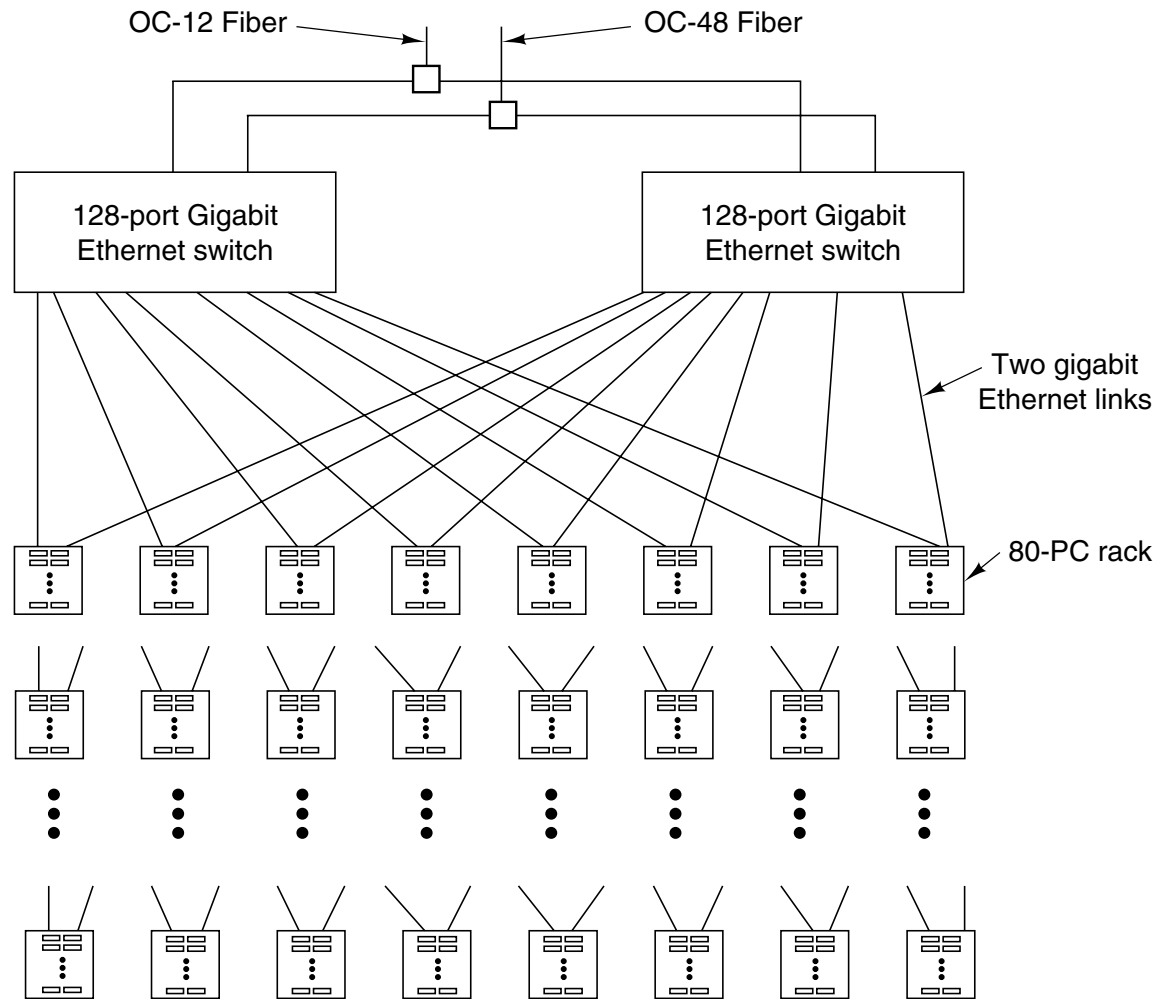 OC-12 Fiber
OC-48 Fiber
128-port Gigabit
Ethernet switch
128-port Gigabit
Ethernet switch
Two gigabit
Ethernet links
80-PC rack